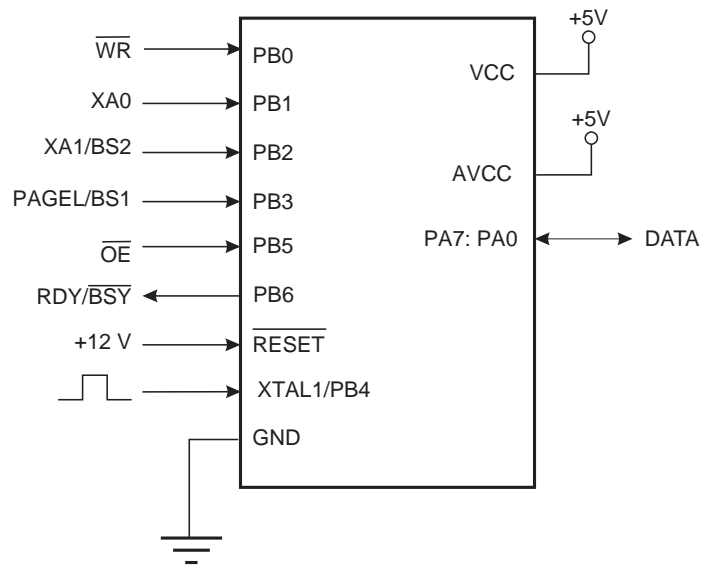 WR PB0
XA0 PB1
XA1/BS2 PB2
PAGEL/BS1 PB3
OE PB5
RDY/BSY PB6
+12 V RESET
XTAL1/PB4
GND
+5V
VCC
+5V
AVCC
PA7: PA0 DATA